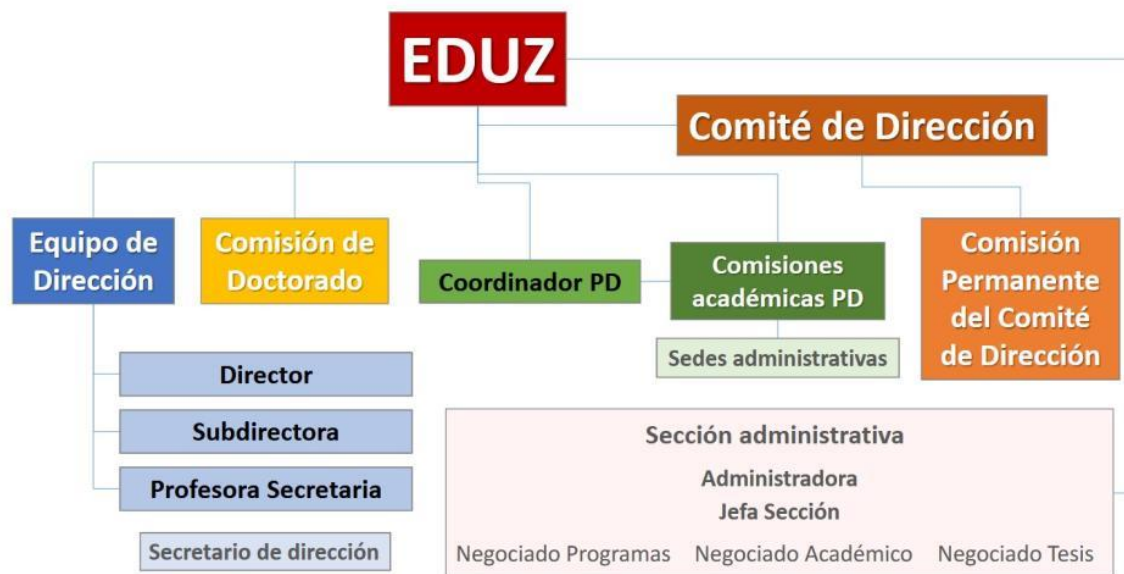 EDUZ
Comité de Dirección
Equipo de
Dirección
Comisión de
Doctorado
Coordinador PD
Comisiones
académicas PD
Comisión
Permanente
del Comité
de Dirección
Sedes administrativas
Director
Subdirectora
Profesora Secretaria
Secretario de dirección
Sección administrativa
Administradora
Jefa Sección
Negociado Programas Negociado Académico Negociado Tesis